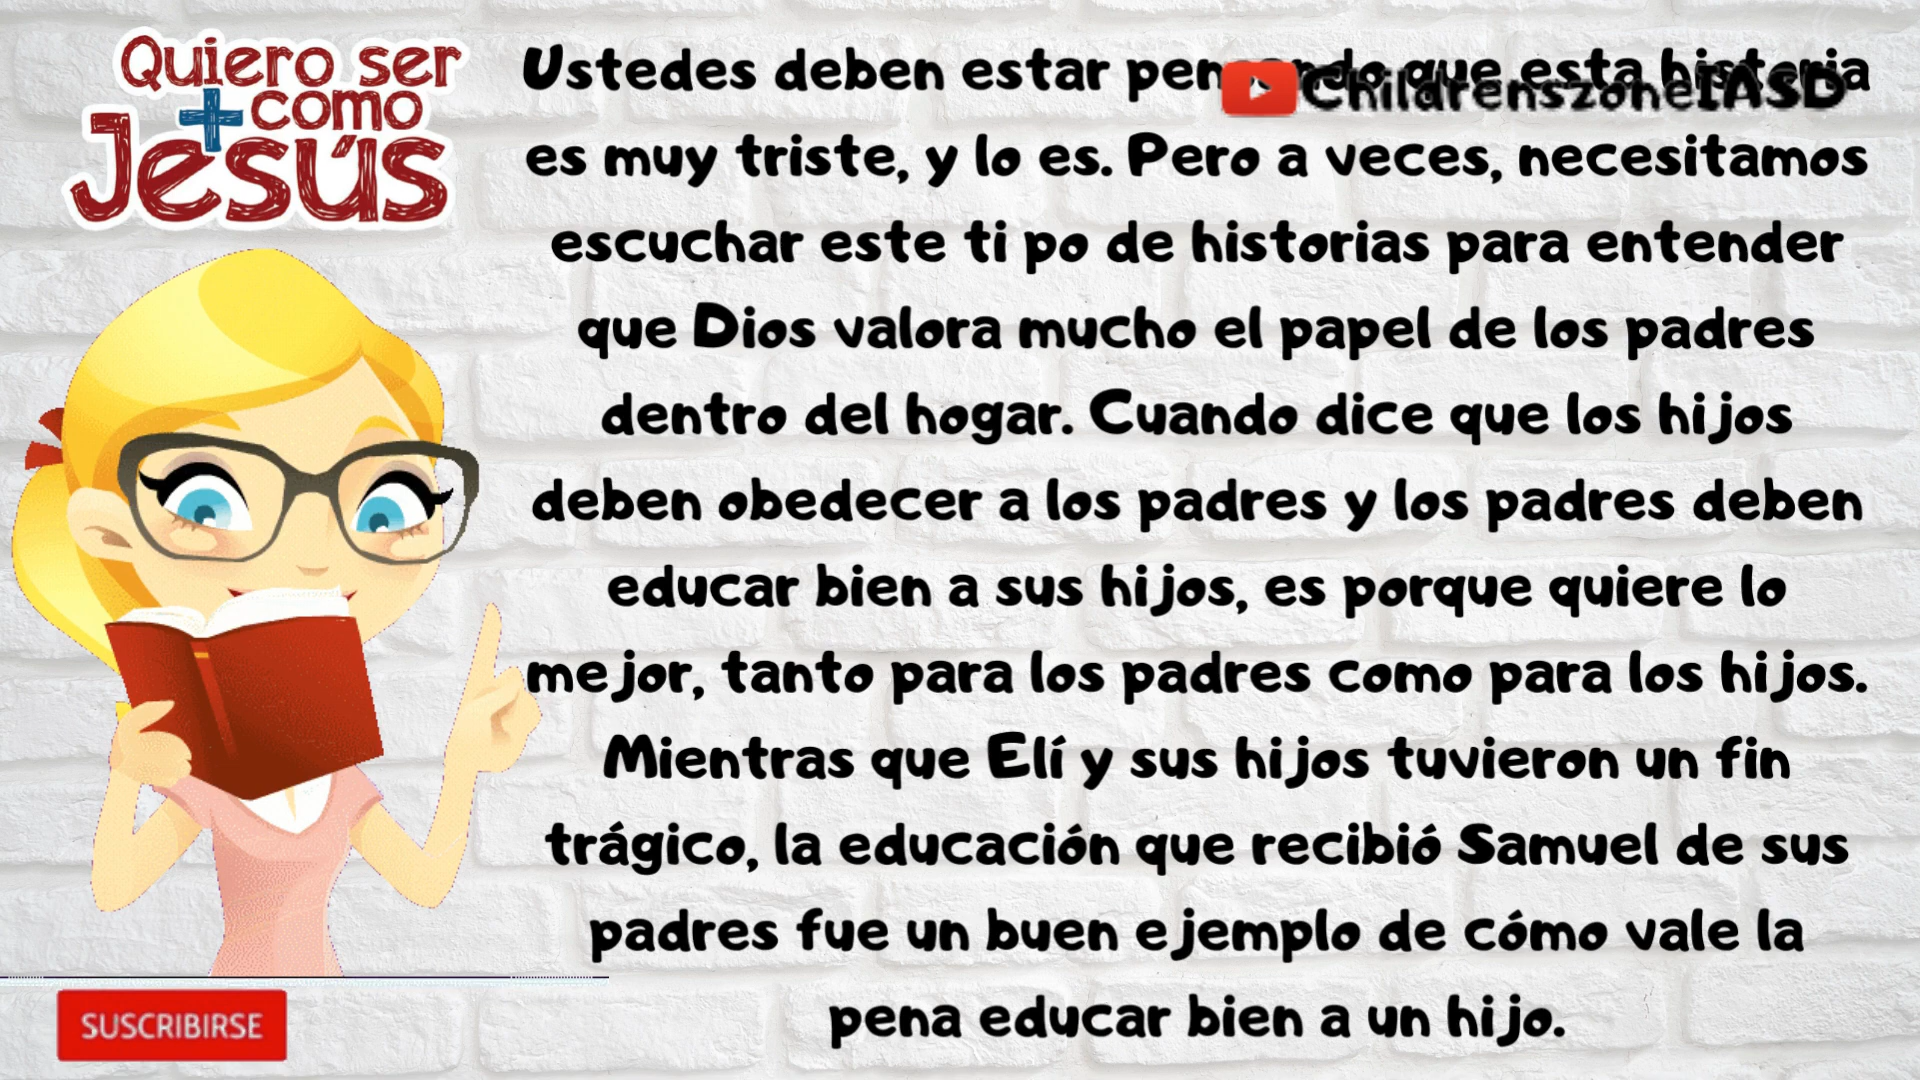 Quiero ser
+ como
Jesús
Ustedes deben estar pensando que esta historia
ChildrenszoneIASD
es muy triste, y lo es. Pero a veces, necesitamos
escuchar este ti po de historias para entender
que Dios valora mucho el papel de los padres
dentro del hogar. Cuando dice que los hijos
deben obedecer a los padres y los padres deben
educar bien a sus hijos, es porque quiere lo
mejor, tanto para los padres como para los hijos.
Mientras que Elí y sus hijos tuvieron un fin
trágico, la educación que recibió Samuel de sus
padres fue un buen ejemplo de cómo vale la
pena educar bien a un hijo.
SUSCRIBIRSE